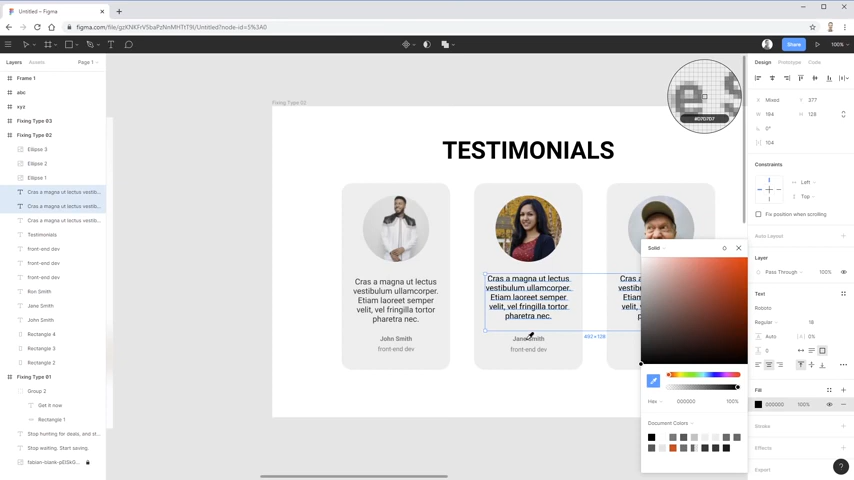 Untitled – Figma
figma.com/file/gzKNKFrV5baPzNnMHTtT9I/Untitled?node-id=5%3A0
Share
100%
Layers
Assets
Page 1
Design
Prototype
Code
Frame 1
abc
xyz
Fixing Type 03
Fixing Type 02
Ellipse 3
Ellipse 2
Ellipse 1
Cras a magna ut lectus vestib...
Cras a magna ut lectus vestib...
Cras a magna ut lectus vestib...
Testimonials
front-end dev
front-end dev
front-end dev
Ron Smith
Jane Smith
John Smith
Rectangle 4
Rectangle 3
Rectangle 2
Fixing Type 01
Group 2
Get it now
Rectangle 1
Stop hunting for deals, and st...
Stop waiting. Start saving.
Fixing Type 02
TESTIMONIALS
#070707
Cras a magna ut lectus
vestibulum ullamcorper.
Etiam laoreet semper
velit, vel fringilla tortor
pharetra nec.
John Smith
front-end dev
Cras a magna ut lectus
vestibulum ullamcorper.
Etiam laoreet semper
velit, vel fringilla tortor
pharetra nec.
Jane Smith
front-end dev
492×128
Solid
Hex
000000
100%
Document Colors
X Mixed
Y 377
W 194
H 128
0°
104
Constraints
Left
Top
Fix position when scrolling
Auto Layout
Layer
Pass Through
100%
Text
Roboto
Regular
18
Auto
0%
0
Fill
000000
100%
Stroke
Effects
Export
?